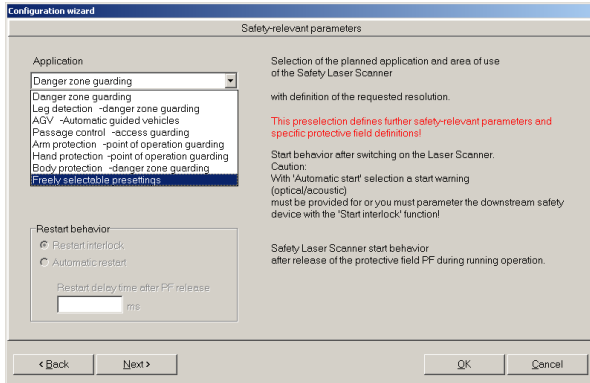 Configuration wizard
Safety-relevant parameters
Application
Danger zone guarding
Danger zone guarding
Leg detection -danger zone guarding
AGV -Automatic guided vehicles
Passage control -access guarding
Arm protection -point of operation guarding
Hand protection -point of operation guarding
Body protection -danger zone guarding
Freely selectable presettings
Restart behavior
Restart interlock
Automatic restart
Restart delay time after PF release
ms
Selection of the planned application and area of use
of the Safety Laser Scanner
with definition of the requested resolution.
This preselection defines further safety-relevant parameters and
specific protective field definitions!
Start behavior after switching on the Laser Scanner.
Caution:
With 'Automatic start' selection a start warning
(optical/acoustic)
must be provided for or you must parameter the downstream safety
device with the 'Start interlock' function!
Safety Laser Scanner start behavior
after release of the protective field PF during running operation.
< Back
Next >
OK
Cancel